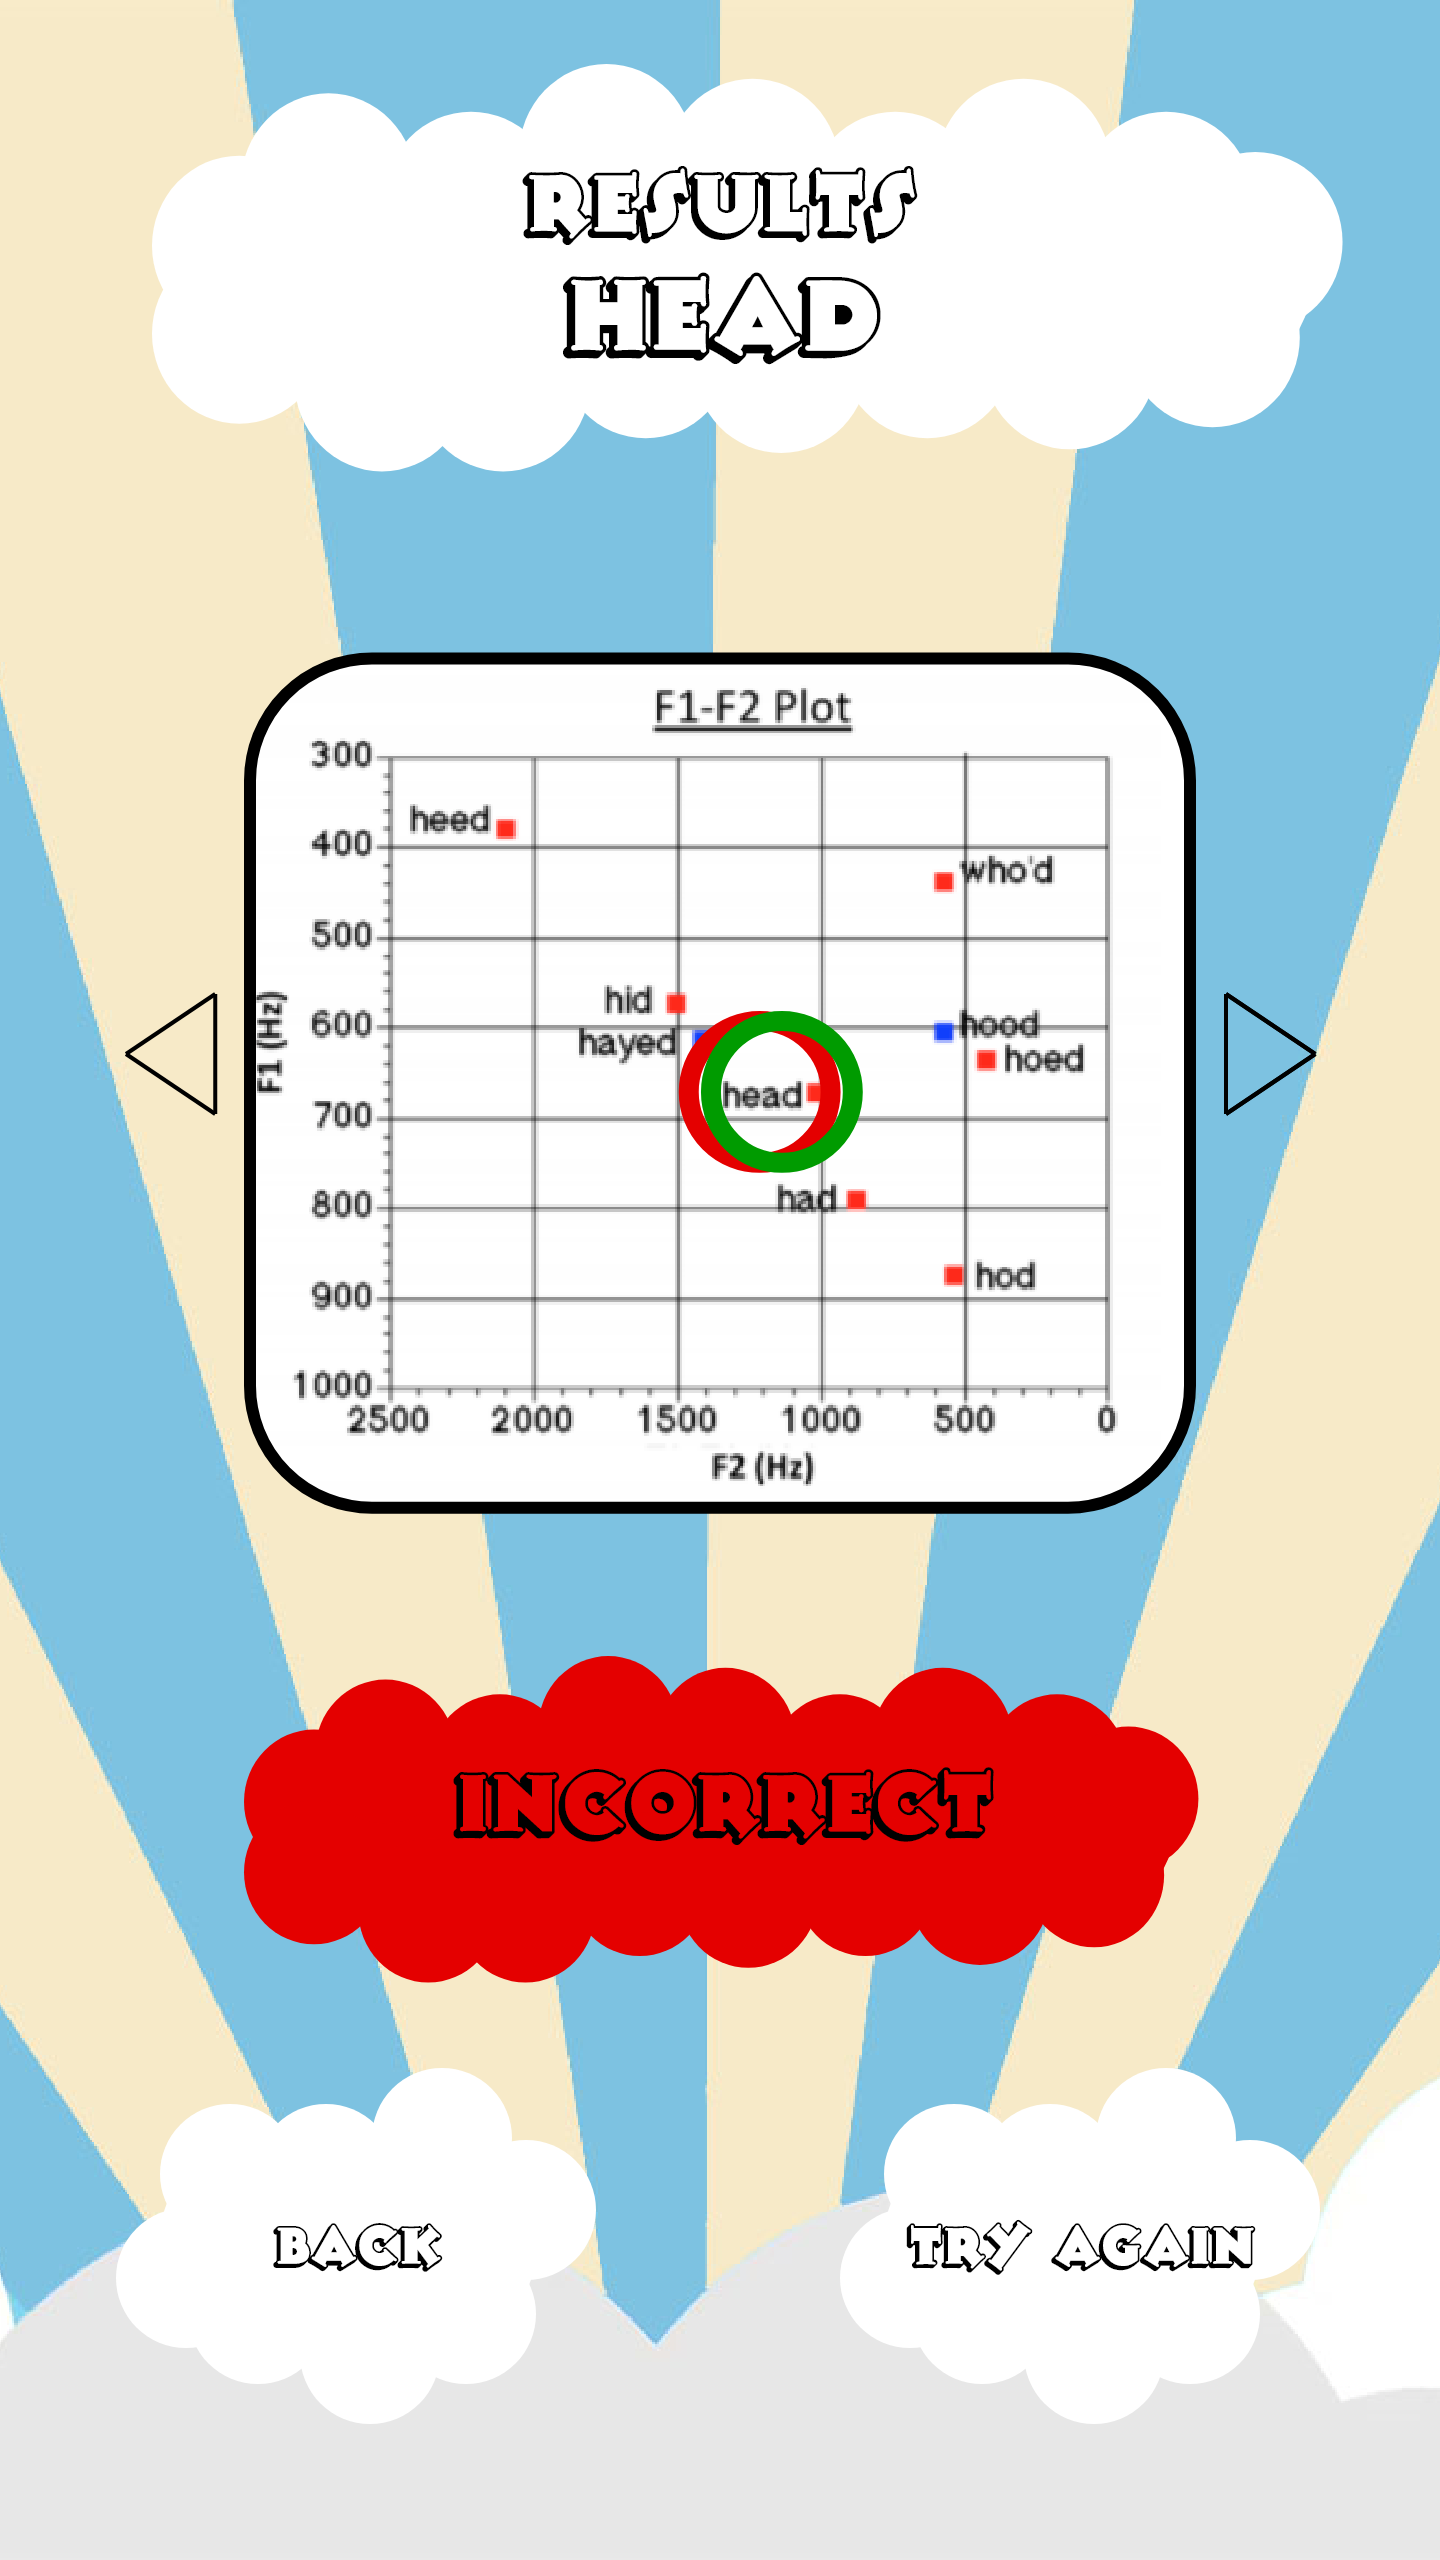 RESULTS
HEAD
F1-F2 Plot
300
heed
400
who'd
500
hid
600
hood
hayed
hoed
F1 (Hz)
head
700
had
800
hod
900
1000
2500 2000 1500 1000 500 0
F2 (Hz)
INCORRECT
BACK
TRY AGAIN